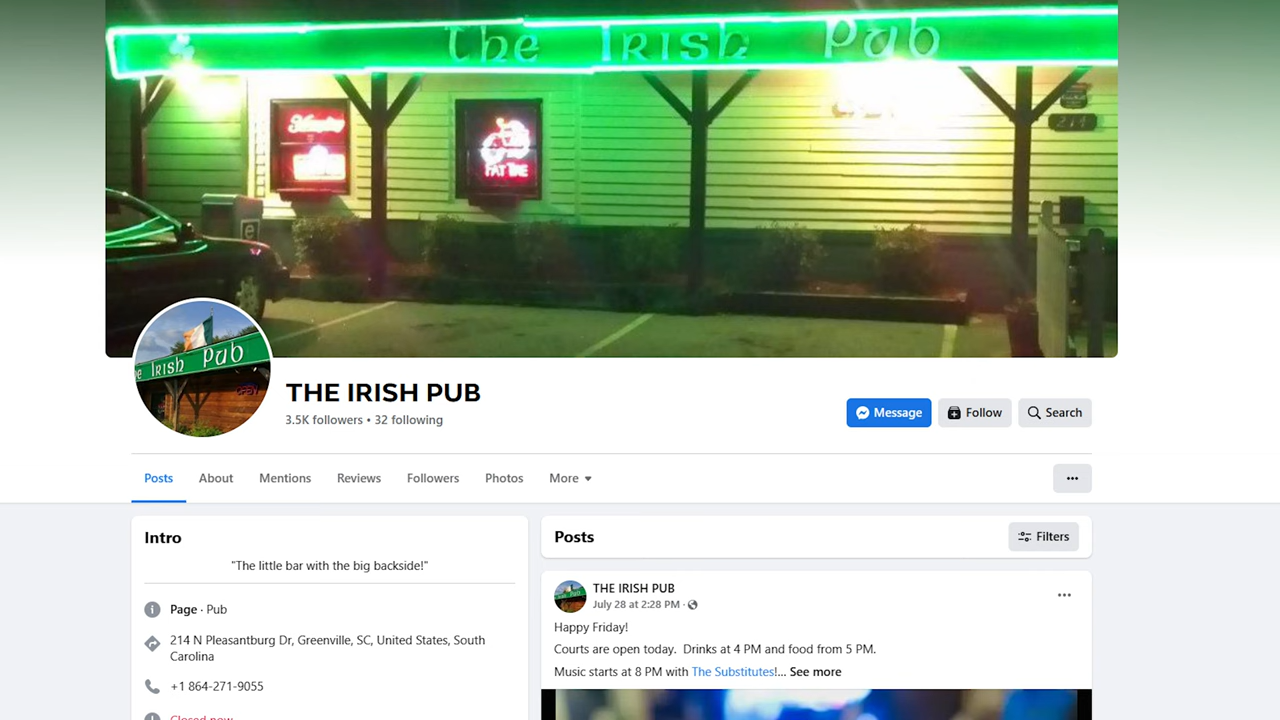 The Irish Pub
FAT TIRE
214
e
Irish Pub
OPEN
THE IRISH PUB
3.5K followers • 32 following
Message
Follow
Search
Posts
About
Mentions
Reviews
Followers
Photos
More
Intro
"The little bar with the big backside!"
Page · Pub
214 N Pleasantburg Dr, Greenville, SC, United States, South
Carolina
+1 864-271-9055
Closed now
Posts
Filters
THE IRISH PUB
July 28 at 2:28 PM ·
Happy Friday!
Courts are open today. Drinks at 4 PM and food from 5 PM.
Music starts at 8 PM with The Substitutes!... See more